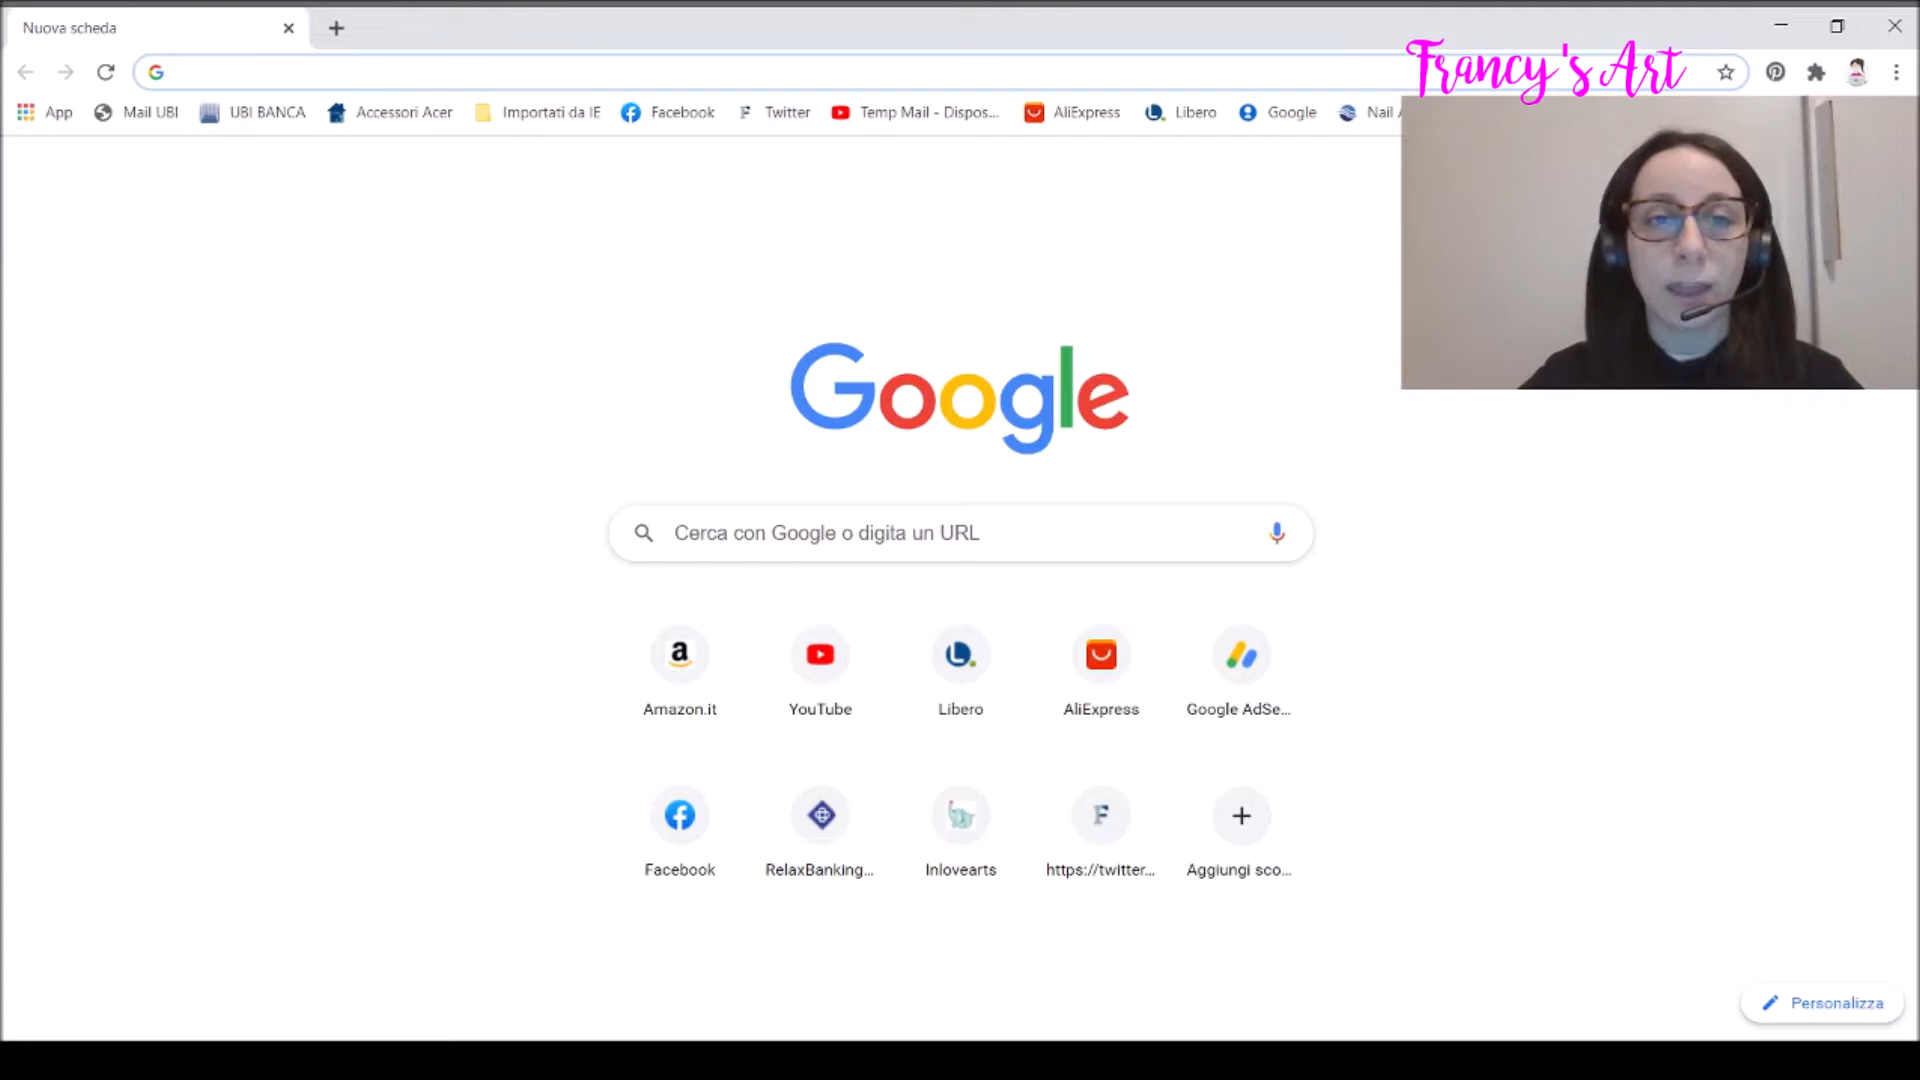 Nuova scheda
Francy's Art
App
Mail UBI
UBI BANCA
Accessori Acer
Importati da IE
Facebook
Twitter
Temp Mail - Dispos...
AliExpress
Libero
Google
Nail
Google
Cerca con Google o digita un URL
Amazon.it
YouTube
Libero
AliExpress
Google AdSe...
Facebook
RelaxBanking...
Inlovearts
https://twitter...
Aggiungi sco...
Personalizza